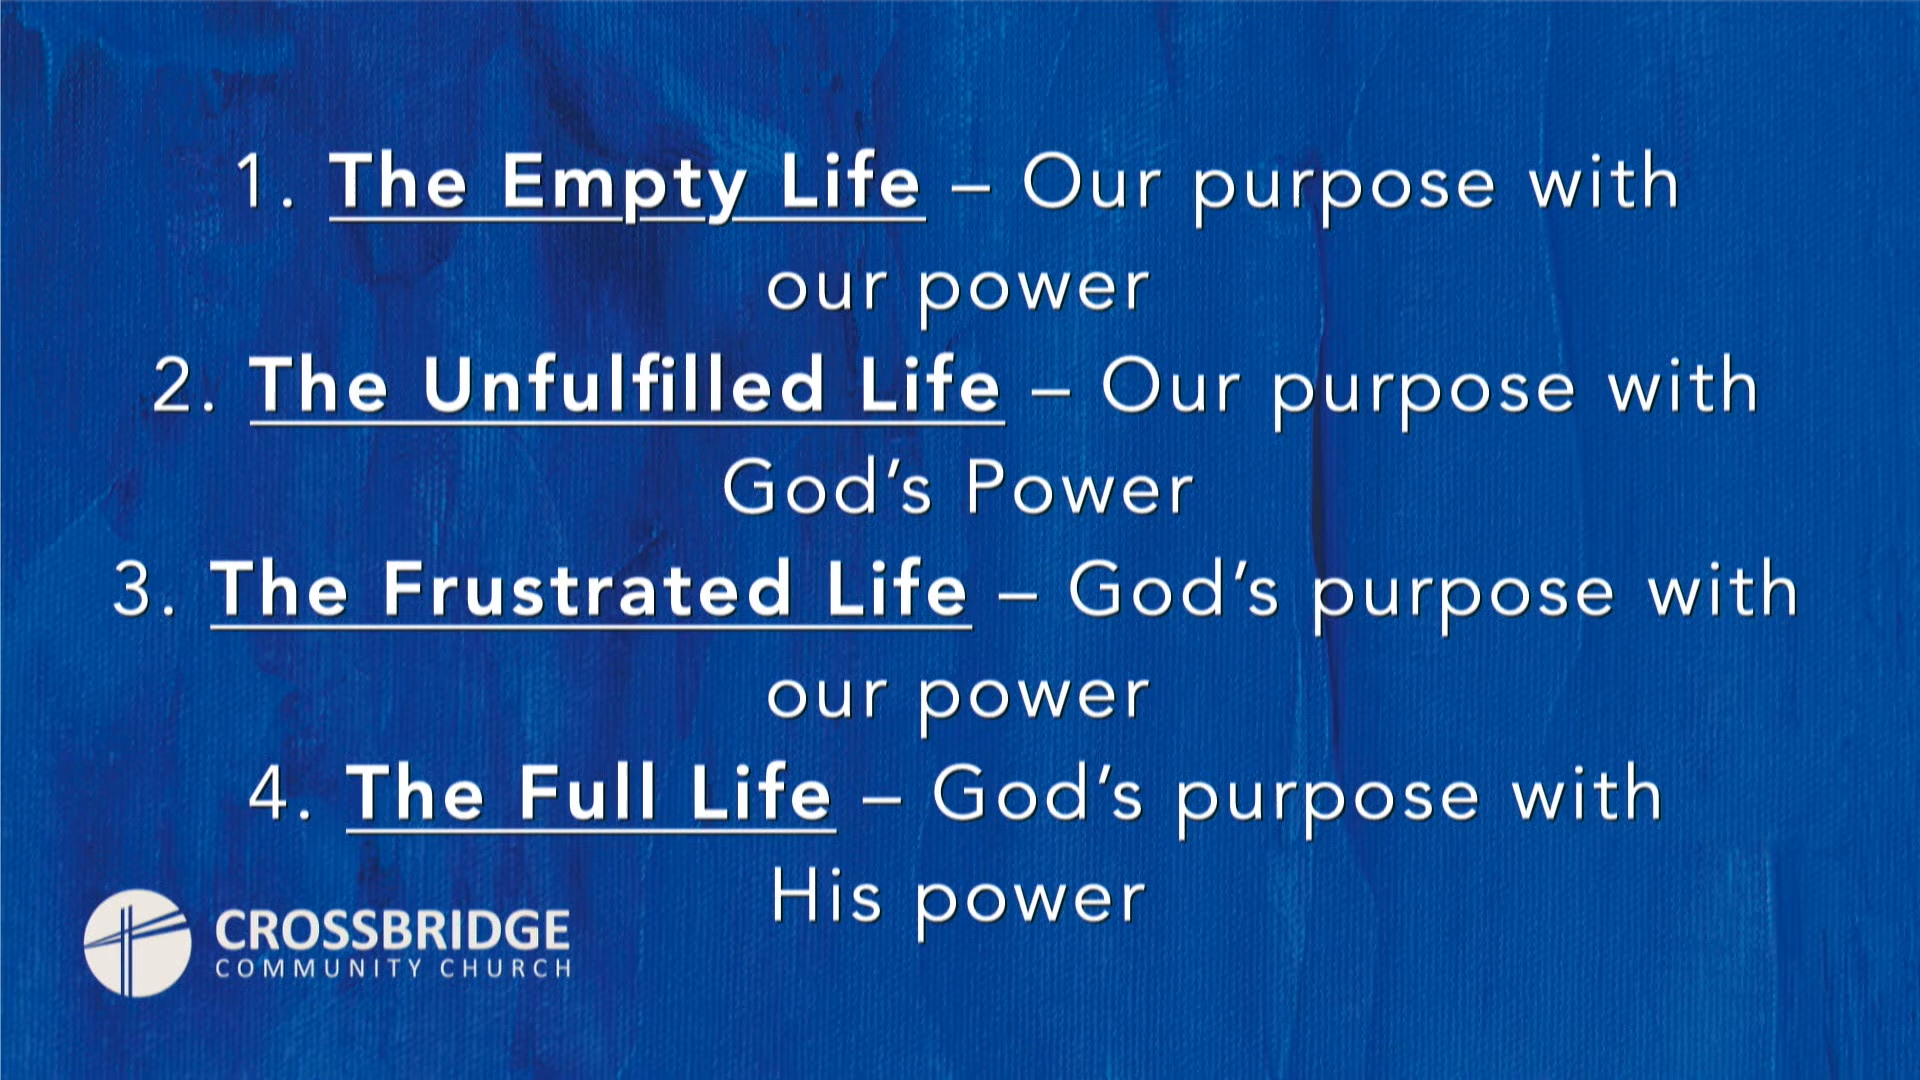 1. The Empty Life – Our purpose with
our power
2. The Unfulfilled Life – Our purpose with
God’s Power
3. The Frustrated Life – God’s purpose with
our power
4. The Full Life – God’s purpose with
His power
CROSSBRIDGE
COMMUNITY CHURCH